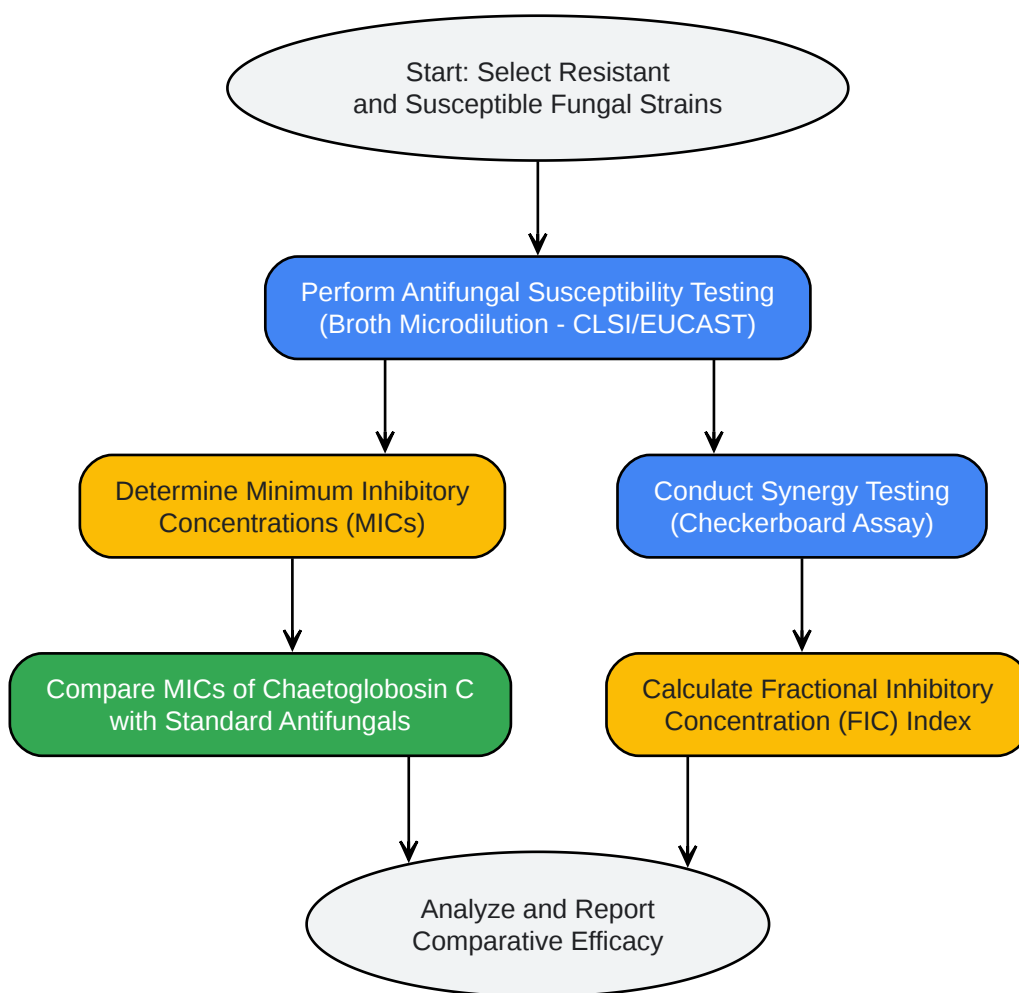 Start: Select Resistant
and Susceptible Fungal Strains
Perform Antifungal Susceptibility Testing
(Broth Microdilution - CLSI/EUCAST)
Determine Minimum Inhibitory
Concentrations (MICs)
Conduct Synergy Testing
(Checkerboard Assay)
Compare MICs of Chaetoglobosin C
with Standard Antifungals
Calculate Fractional Inhibitory
Concentration (FIC) Index
Analyze and Report
Comparative Efficacy